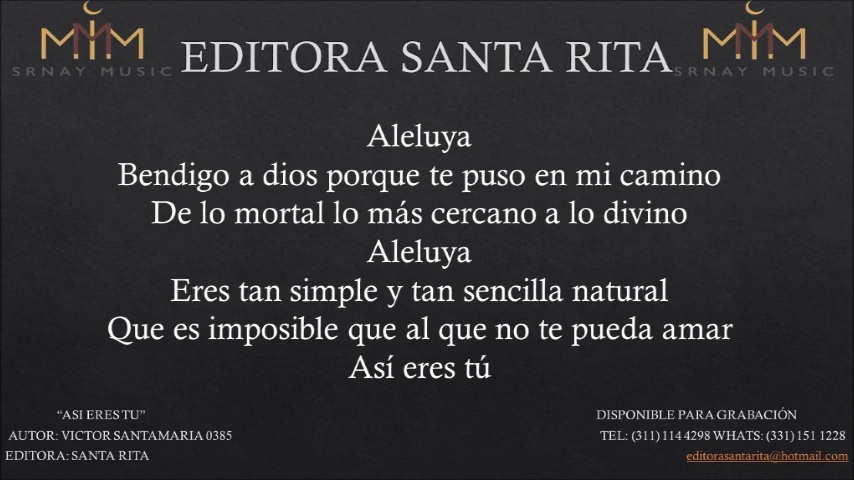 MIM
SRNAY MUSIC
EDITORA SANTA RITA
MIM
SRNAY MUSIC
Aleluya
Bendigo a dios porque te puso en mi camino
De lo mortal lo más cercano a lo divino
Aleluya
Eres tan simple y tan sencilla natural
Que es imposible que al que no te pueda amar
Así eres tú
“ASI ERES TU”
AUTOR: VICTOR SANTAMARIA 0385
EDITORA: SANTA RITA
DISPONIBLE PARA GRABACIÓN
TEL: (311) 114 4298 WHATS: (331) 151 1228
editorasantarita@hotmail.com